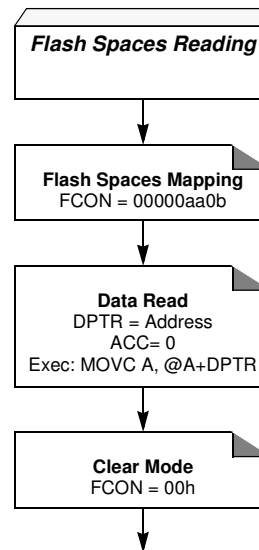 Flash Spaces Reading
Flash Spaces Mapping
FCON = 00000aa0b
Data Read
DPTR = Address
ACC= 0
Exec: MOVC A, @A+DPTR
Clear Mode
FCON = 00h